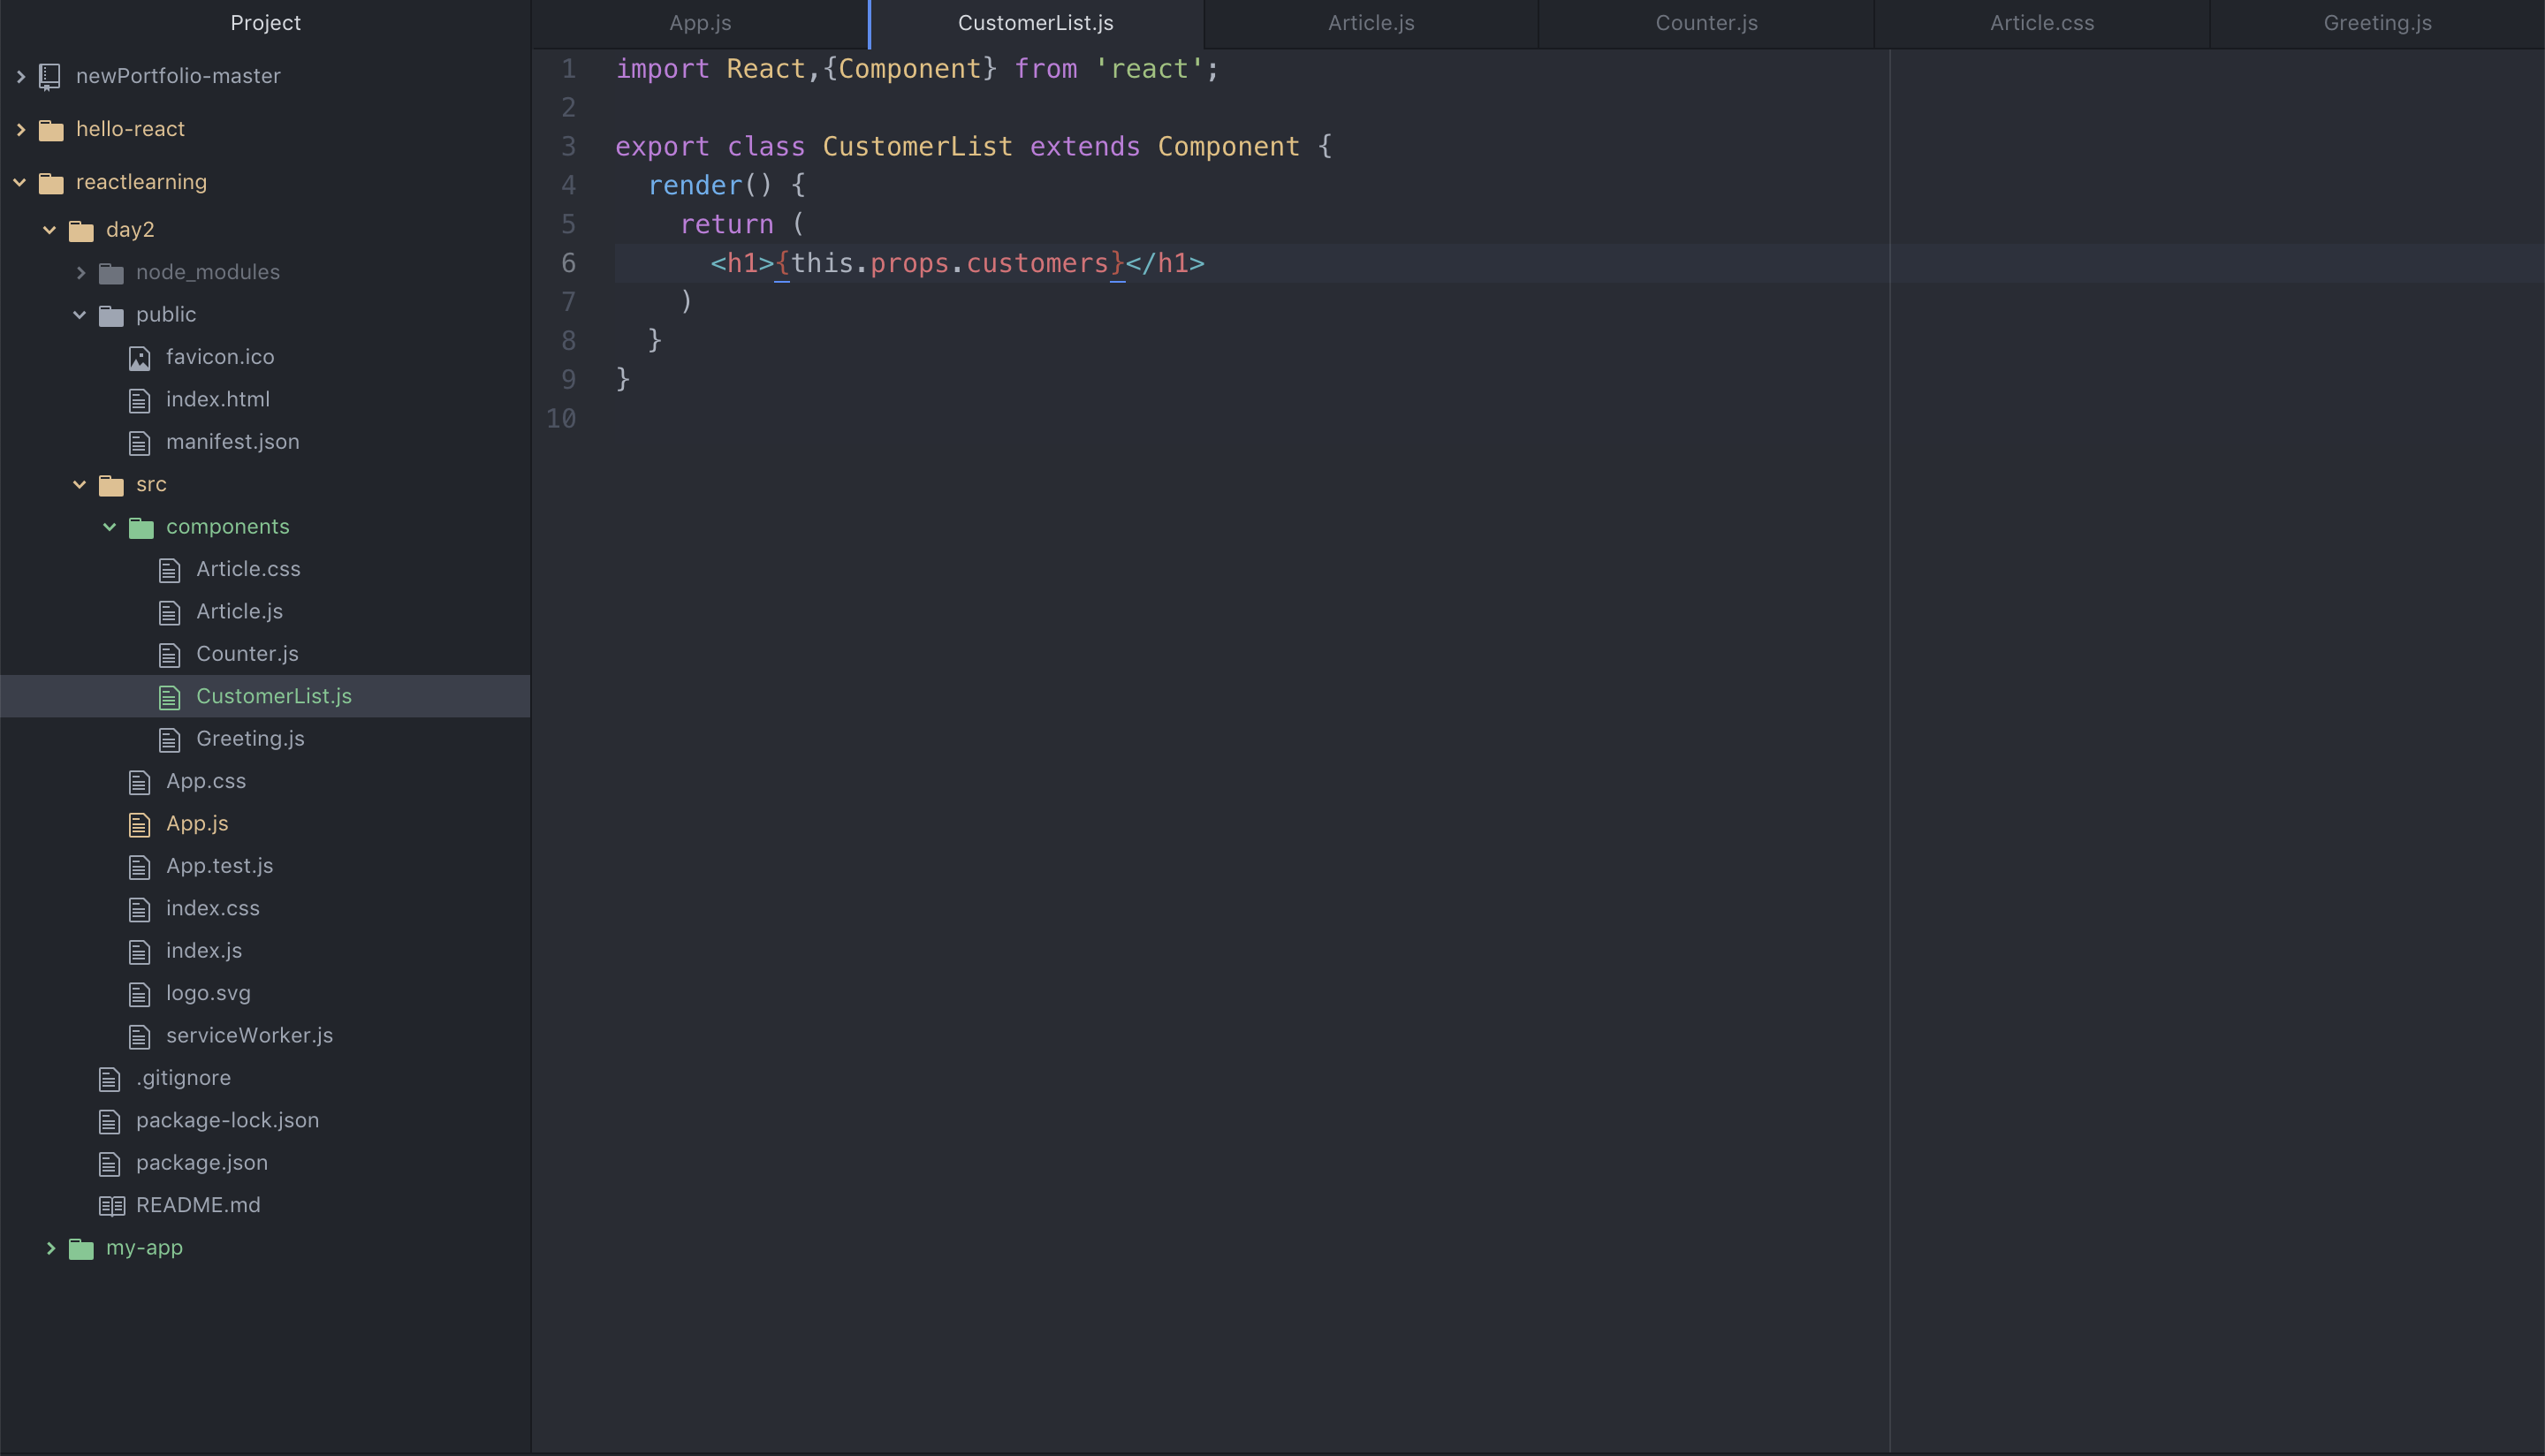 Project
newPortfolio-master
hello-react
reactlearning
day2
node_modules
public
favicon.ico
index.html
manifest.json
src
components
Article.css
Article.js
Counter.js
CustomerList.js
Greeting.js
App.css
App.js
App.test.js
index.css
index.js
logo.svg
serviceWorker.js
.gitignore
package-lock.json
package.json
README.md
my-app
App.js CustomerList.js Article.js Counter.js Article.css Greeting.js
1 import React,{Component} from 'react';
2
3 export class CustomerList extends Component {
4   render() {
5     return (
6       <h1>{this.props.customers}</h1>
7     )
8   }
9 }
10